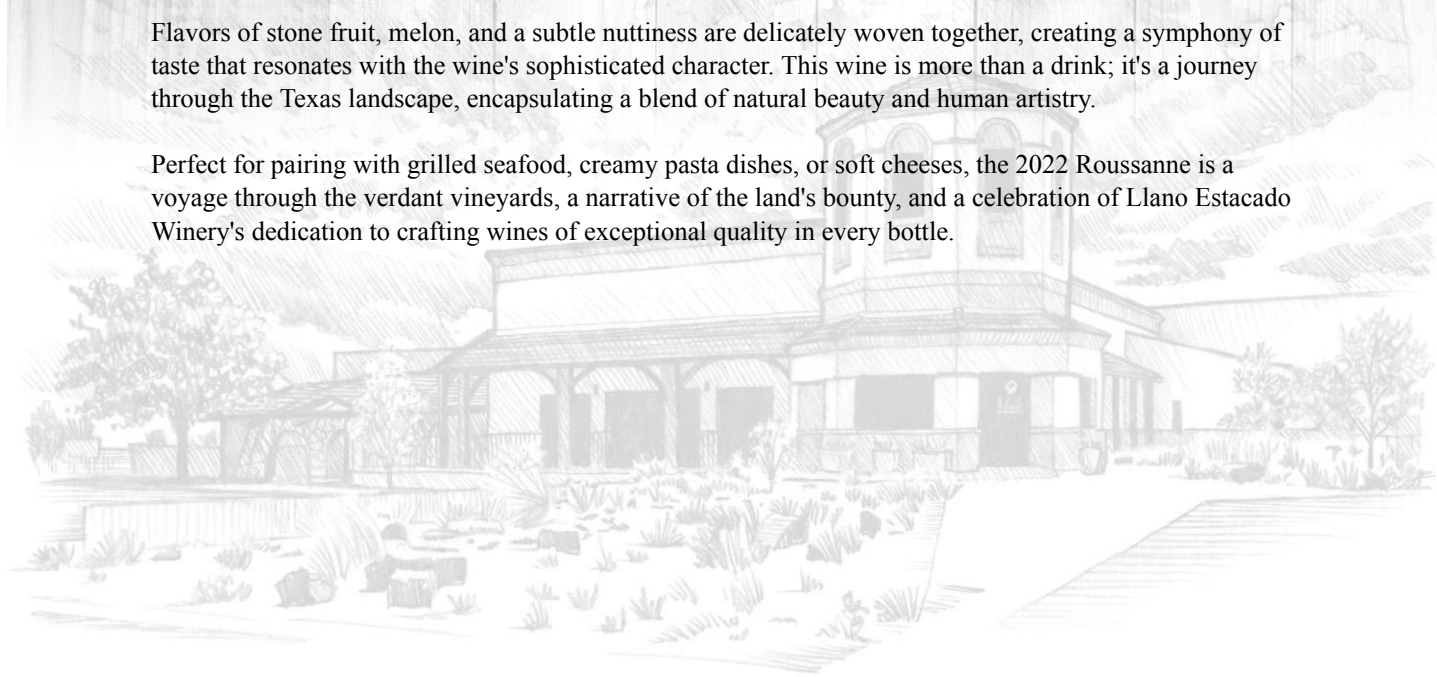 Flavors of stone fruit, melon, and a subtle nuttiness are delicately woven together, creating a symphony of
taste that resonates with the wine's sophisticated character. This wine is more than a drink; it's a journey
through the Texas landscape, encapsulating a blend of natural beauty and human artistry.
Perfect for pairing with grilled seafood, creamy pasta dishes, or soft cheeses, the 2022 Roussanne is a
voyage through the verdant vineyards, a narrative of the land's bounty, and a celebration of Llano Estacado
Winery's dedication to crafting wines of exceptional quality in every bottle.